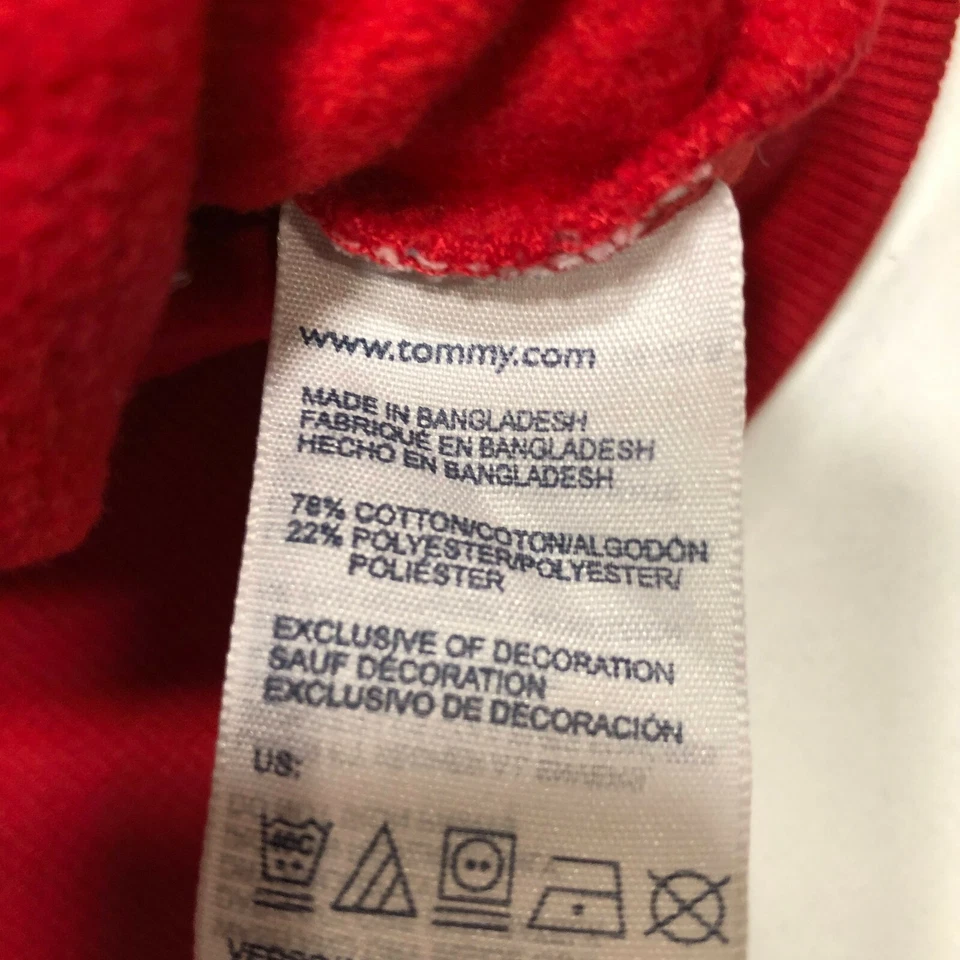 www.tommy.com
MADE IN BANGLADESH
FABRIQUÉ EN BANGLADESH
HECHO EN BANGLADESH
78% COTTON/COTON/ALGODÓN
22% POLYESTER/POLYESTER/
POLIÉSTER
EXCLUSIVE OF DECORATION
SAUF DÉCORATION
EXCLUSIVO DE DECORACIÓN
US: